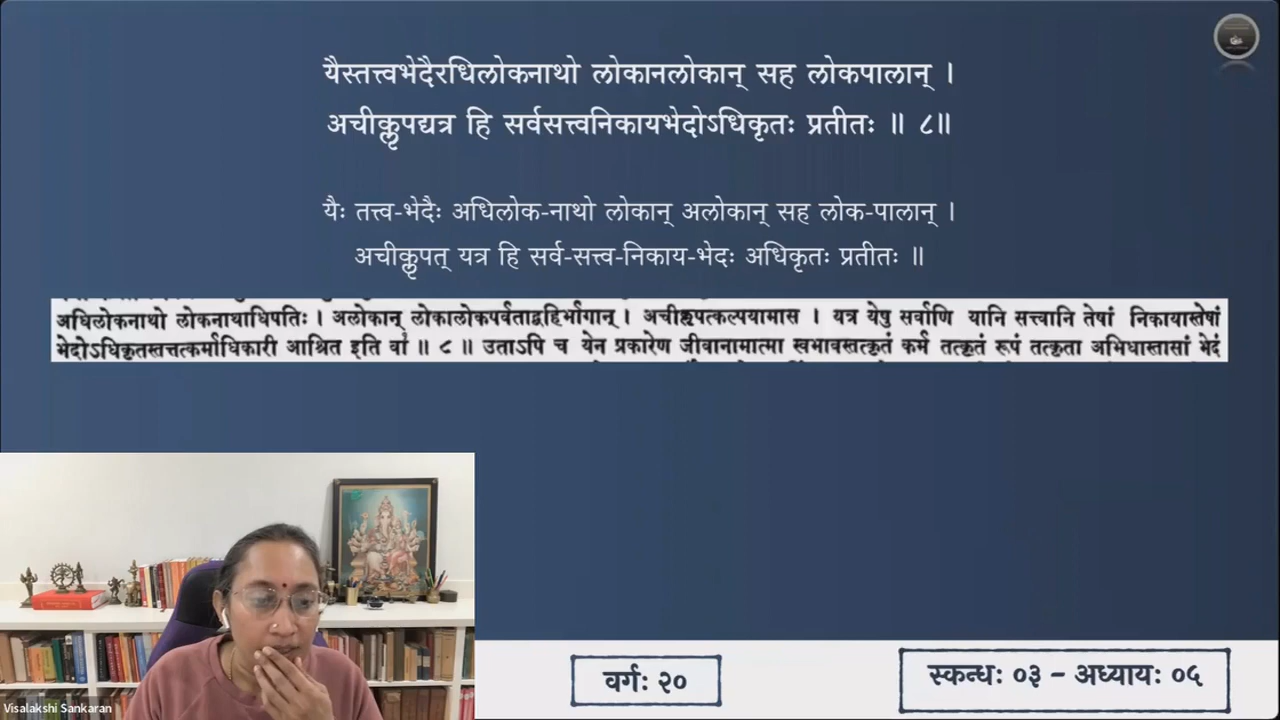 यैस्तत्त्वभेदैरधिलोकनाथो लोकानलोकान् सह लोकपालान् ।
अचीक्लृपद्यत्र हि सर्वसत्त्वनिकायभेदोऽधिकृतः प्रतीतः ॥ ८॥
यैः तत्त्व-भेदैः अधिलोक-नाथो लोकान् अलोकान् सह लोक-पालान् ।
अचीक्लृपत् यत्र हि सर्व-सत्त्व-निकाय-भेदः अधिकृतः प्रतीतः ॥
अधिलोकनाथो लोकनाथाधिपतिः । अलोकान् लोकालोकपर्वताद्बहिर्भागान् । अचीक्लृपत्कल्पयामास । यत्र येषु सर्वाणि यानि सत्त्वानि तेषां निकायास्तेषां
भेदोऽधिकृतस्तत्तत्कर्माधिकारी आश्रित इति वा ॥ ८ ॥ उताऽपि च येन प्रकारेण जीवानामात्मा स्वभावस्तत्कृतं कर्म तत्कृतं रूपं तत्कृता अभिधास्तासां भेदं
Visalakshi Sankaran
वर्गः २०
स्कन्धः ०३ - अध्यायः ०५